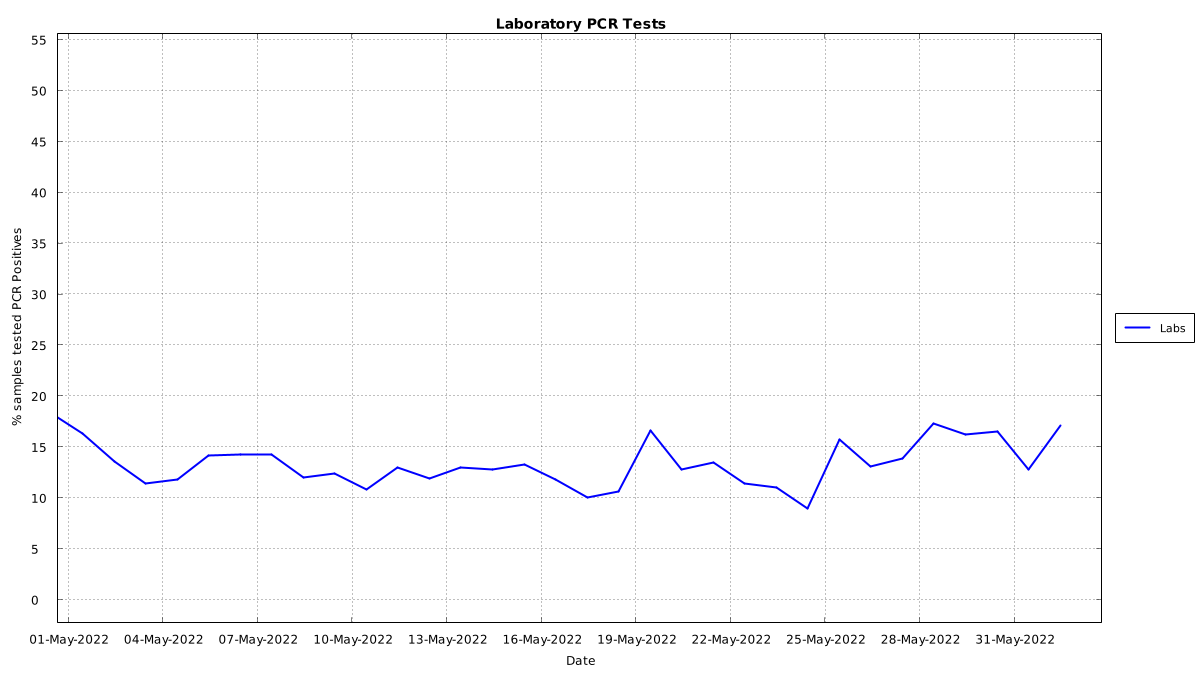 Laboratory PCR Tests
% samples tested PCR Positives
55
50
45
40
35
30
25
20
15
10
5
0
Labs
01-May-2022 04-May-2022 07-May-2022 10-May-2022 13-May-2022 16-May-2022 19-May-2022 22-May-2022 25-May-2022 28-May-2022 31-May-2022
Date